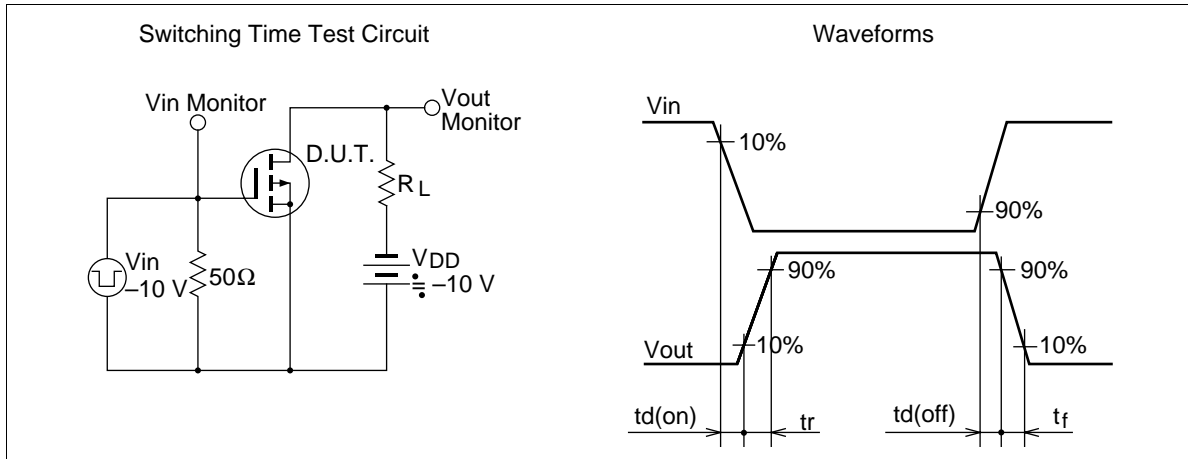 Switching Time Test Circuit
Vin Monitor
Vout
Monitor
D.U.T.
RL
Vin
–10 V
50Ω
VDD
≒ –10 V
Waveforms
Vin
10%
90%
90%
90%
Vout
10%
10%
td(on)
tr
td(off)
tf